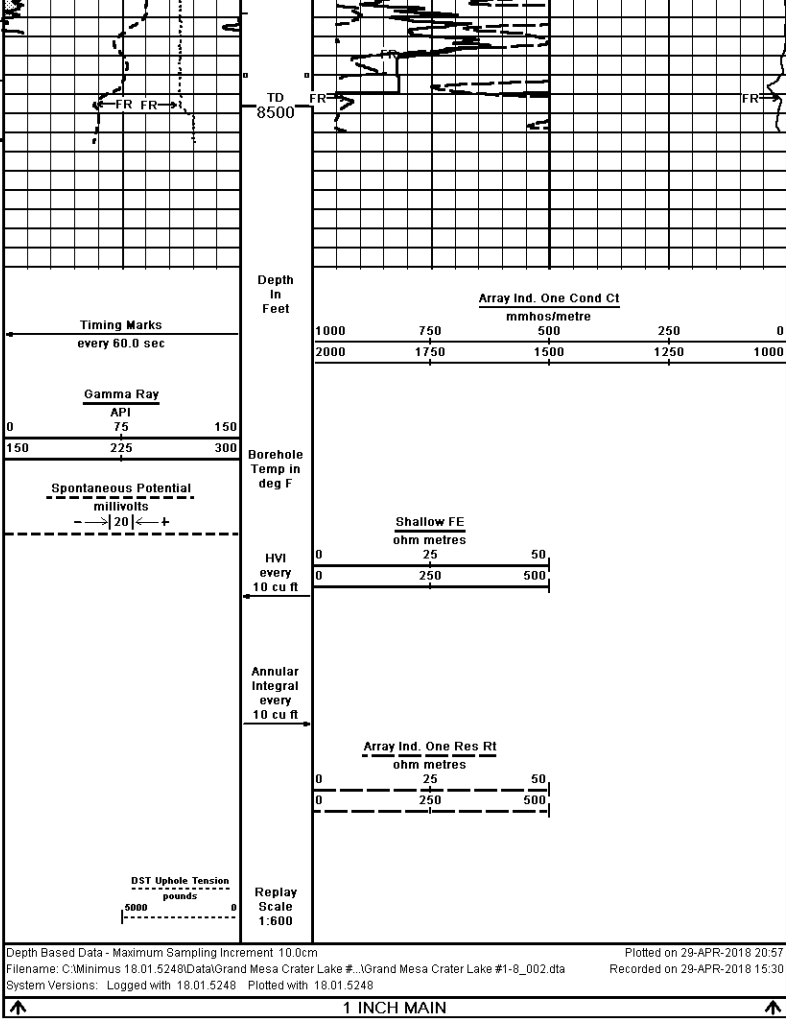 FR
TD
FR
FR
FR
FR
8500
Depth
In
Feet
Array Ind. One Cond Ct
mmhos/metre
1000 750 500 250 0
2000 1750 1500 1250 1000
Timing Marks
every 60.0 sec
Gamma Ray
API
0 75 150
150 225 300
Borehole
Temp in
deg F
Spontaneous Potential
millivolts
- 20 +
Shallow FE
ohm metres
0 25 50
0 250 500
HVI
every
10 cu ft
Annular
Integral
every
10 cu ft
Array Ind. One Res Rt
ohm metres
0 25 50
0 250 500
DST Uphole Tension
pounds
5000 0
Replay
Scale
1:600
Depth Based Data - Maximum Sampling Increment 10.0cm Plotted on 29-APR-2018 20:57
Filename: C:\Minimus 18.01.5248\Data\Grand Mesa Crater Lake #...\Grand Mesa Crater Lake #1-8_002.dta Recorded on 29-APR-2018 15:30
System Versions: Logged with 18.01.5248 Plotted with 18.01.5248
1 INCH MAIN